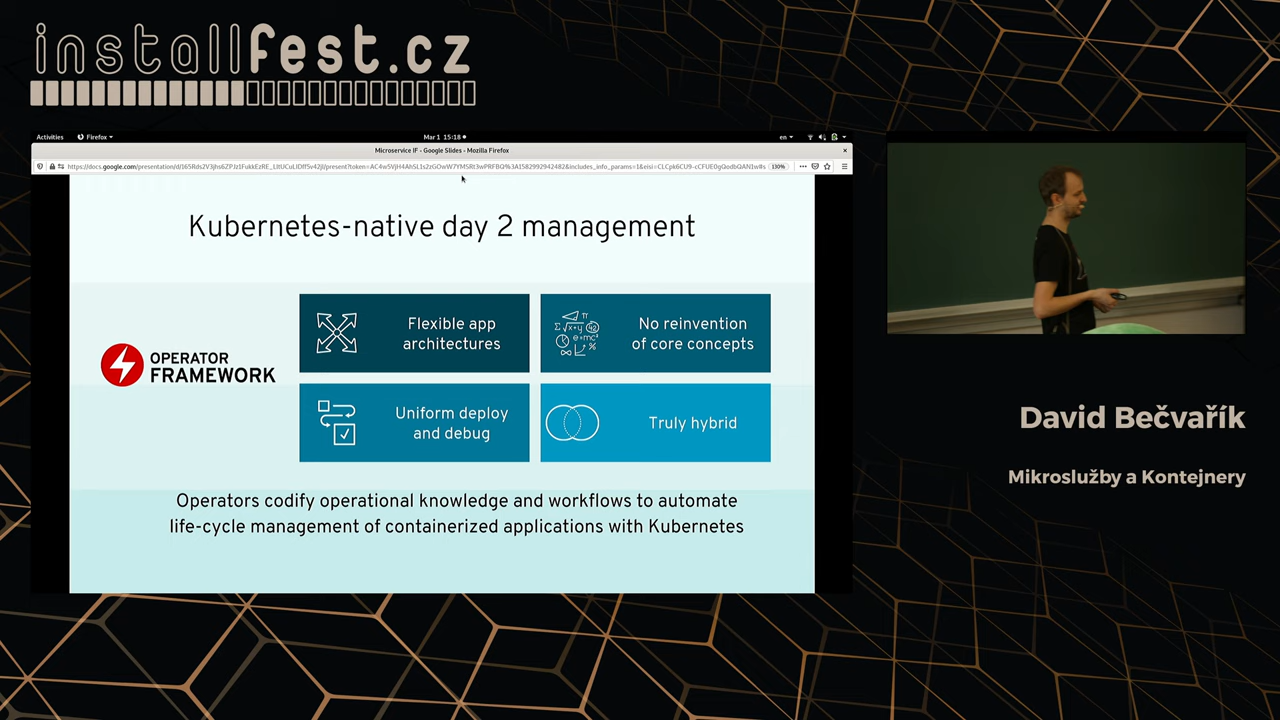 installfest.cz
Activities
Firefox
Mar 1 15:18
en
Microservice IF - Google Slides - Mozilla Firefox
130%
Kubernetes-native day 2 management
OPERATOR
FRAMEWORK
Flexible app
architectures
No reinvention
of core concepts
Uniform deploy
and debug
Truly hybrid
Operators codify operational knowledge and workflows to automate
life-cycle management of containerized applications with Kubernetes
David Bečvařík
Mikroslužby a Kontejnery